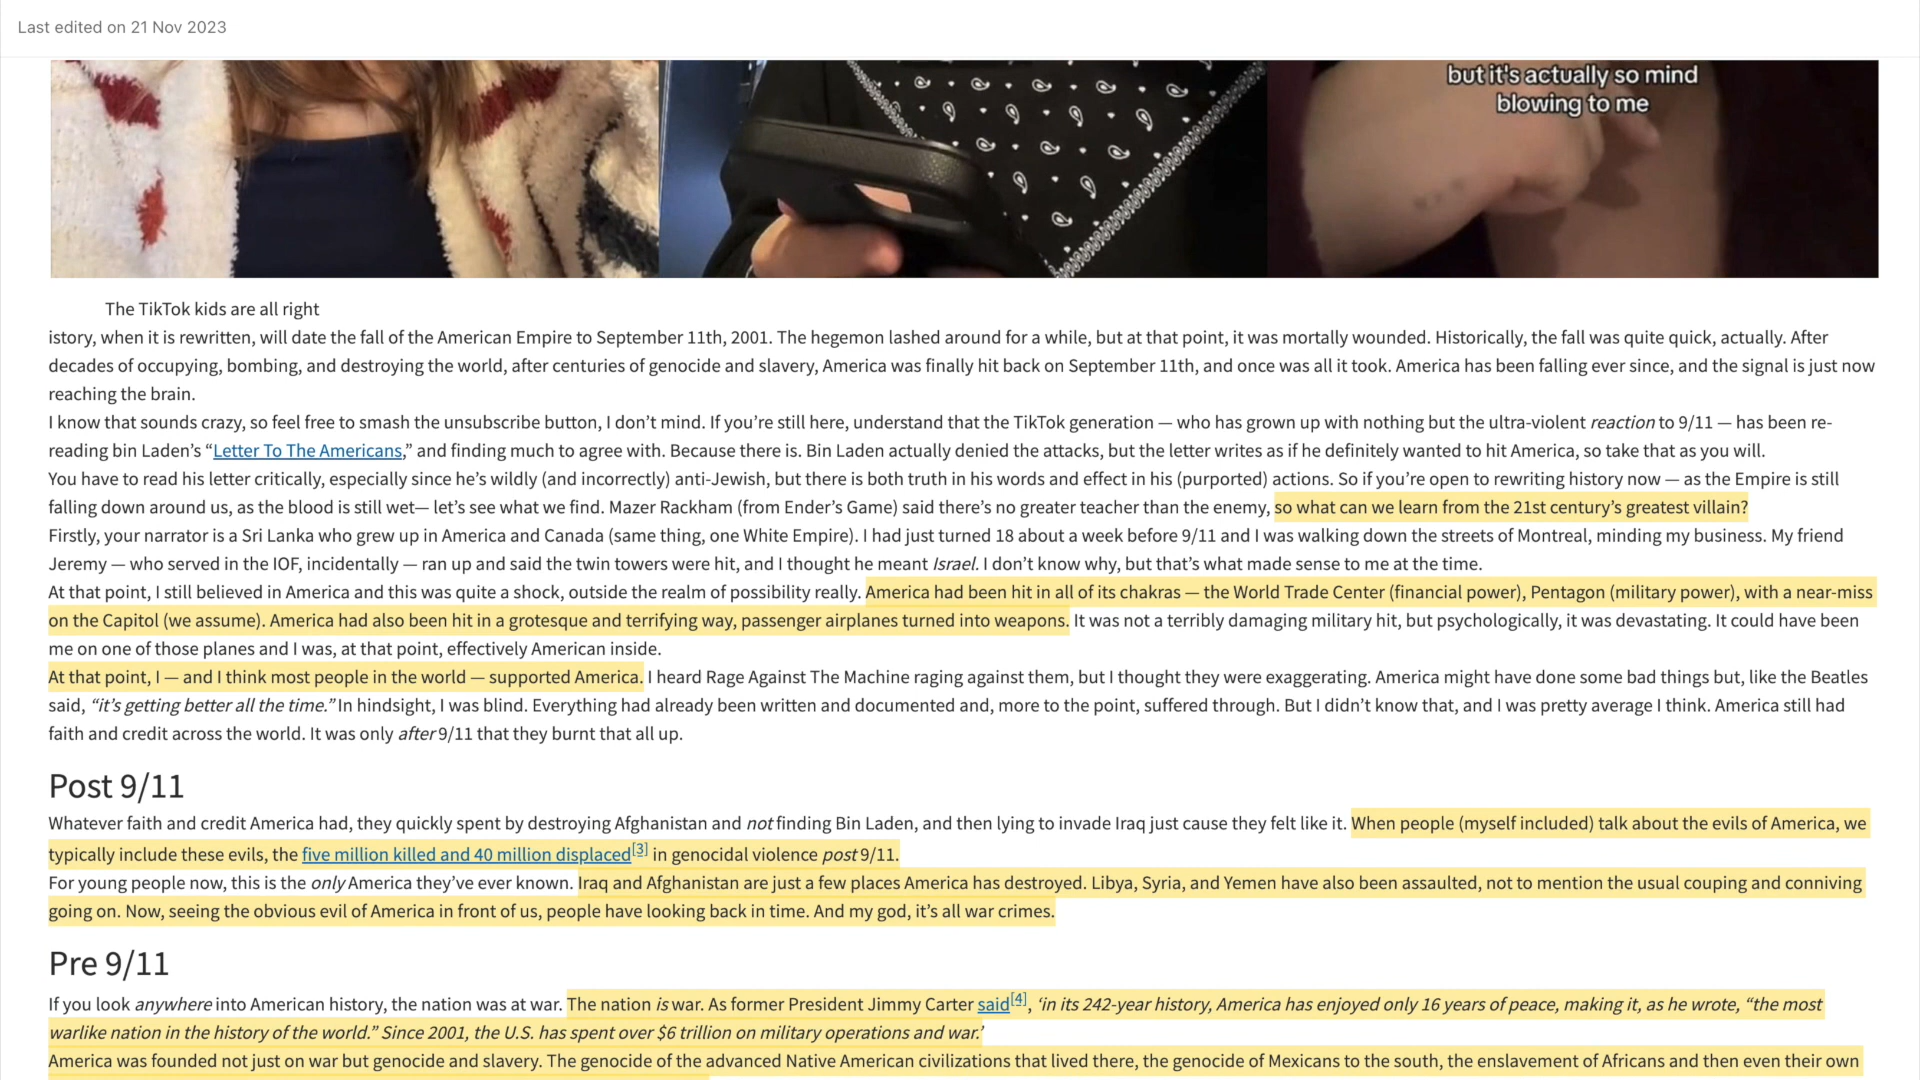 Last edited on 21 Nov 2023
but it's actually so mind
blowing to me
The TikTok kids are all right
istory, when it is rewritten, will date the fall of the American Empire to September 11th, 2001. The hegemon lashed around for a while, but at that point, it was mortally wounded. Historically, the fall was quite quick, actually. After
decades of occupying, bombing, and destroying the world, after centuries of genocide and slavery, America was finally hit back on September 11th, and once was all it took. America has been falling ever since, and the signal is just now
reaching the brain.
I know that sounds crazy, so feel free to smash the unsubscribe button, I don’t mind. If you’re still here, understand that the TikTok generation — who has grown up with nothing but the ultra-violent reaction to 9/11 — has been re-
reading bin Laden’s “Letter To The Americans,” and finding much to agree with. Because there is. Bin Laden actually denied the attacks, but the letter writes as if he definitely wanted to hit America, so take that as you will.
You have to read his letter critically, especially since he’s wildly (and incorrectly) anti-Jewish, but there is both truth in his words and effect in his (purported) actions. So if you’re open to rewriting history now — as the Empire is still
falling down around us, as the blood is still wet— let’s see what we find. Mazer Rackham (from Ender’s Game) said there’s no greater teacher than the enemy, so what can we learn from the 21st century’s greatest villain?
Firstly, your narrator is a Sri Lanka who grew up in America and Canada (same thing, one White Empire). I had just turned 18 about a week before 9/11 and I was walking down the streets of Montreal, minding my business. My friend
Jeremy — who served in the IOF, incidentally — ran up and said the twin towers were hit, and I thought he meant Israel. I don’t know why, but that’s what made sense to me at the time.
At that point, I still believed in America and this was quite a shock, outside the realm of possibility really. America had been hit in all of its chakras — the World Trade Center (financial power), Pentagon (military power), with a near-miss
on the Capitol (we assume). America had also been hit in a grotesque and terrifying way, passenger airplanes turned into weapons. It was not a terribly damaging military hit, but psychologically, it was devastating. It could have been
me on one of those planes and I was, at that point, effectively American inside.
At that point, I — and I think most people in the world — supported America. I heard Rage Against The Machine raging against them, but I thought they were exaggerating. America might have done some bad things but, like the Beatles
said, “it’s getting better all the time.” In hindsight, I was blind. Everything had already been written and documented and, more to the point, suffered through. But I didn’t know that, and I was pretty average I think. America still had
faith and credit across the world. It was only after 9/11 that they burnt that all up.
Post 9/11
Whatever faith and credit America had, they quickly spent by destroying Afghanistan and not finding Bin Laden, and then lying to invade Iraq just cause they felt like it. When people (myself included) talk about the evils of America, we
typically include these evils, the five million killed and 40 million displaced[3] in genocidal violence post 9/11.
For young people now, this is the only America they’ve ever known. Iraq and Afghanistan are just a few places America has destroyed. Libya, Syria, and Yemen have also been assaulted, not to mention the usual couping and conniving
going on. Now, seeing the obvious evil of America in front of us, people have looking back in time. And my god, it’s all war crimes.
Pre 9/11
If you look anywhere into American history, the nation was at war. The nation is war. As former President Jimmy Carter said[4], ‘in its 242-year history, America has enjoyed only 16 years of peace, making it, as he wrote, “the most
warlike nation in the history of the world.” Since 2001, the U.S. has spent over $6 trillion on military operations and war.’
America was founded not just on war but genocide and slavery. The genocide of the advanced Native American civilizations that lived there, the genocide of Mexicans to the south, the enslavement of Africans and then even their own